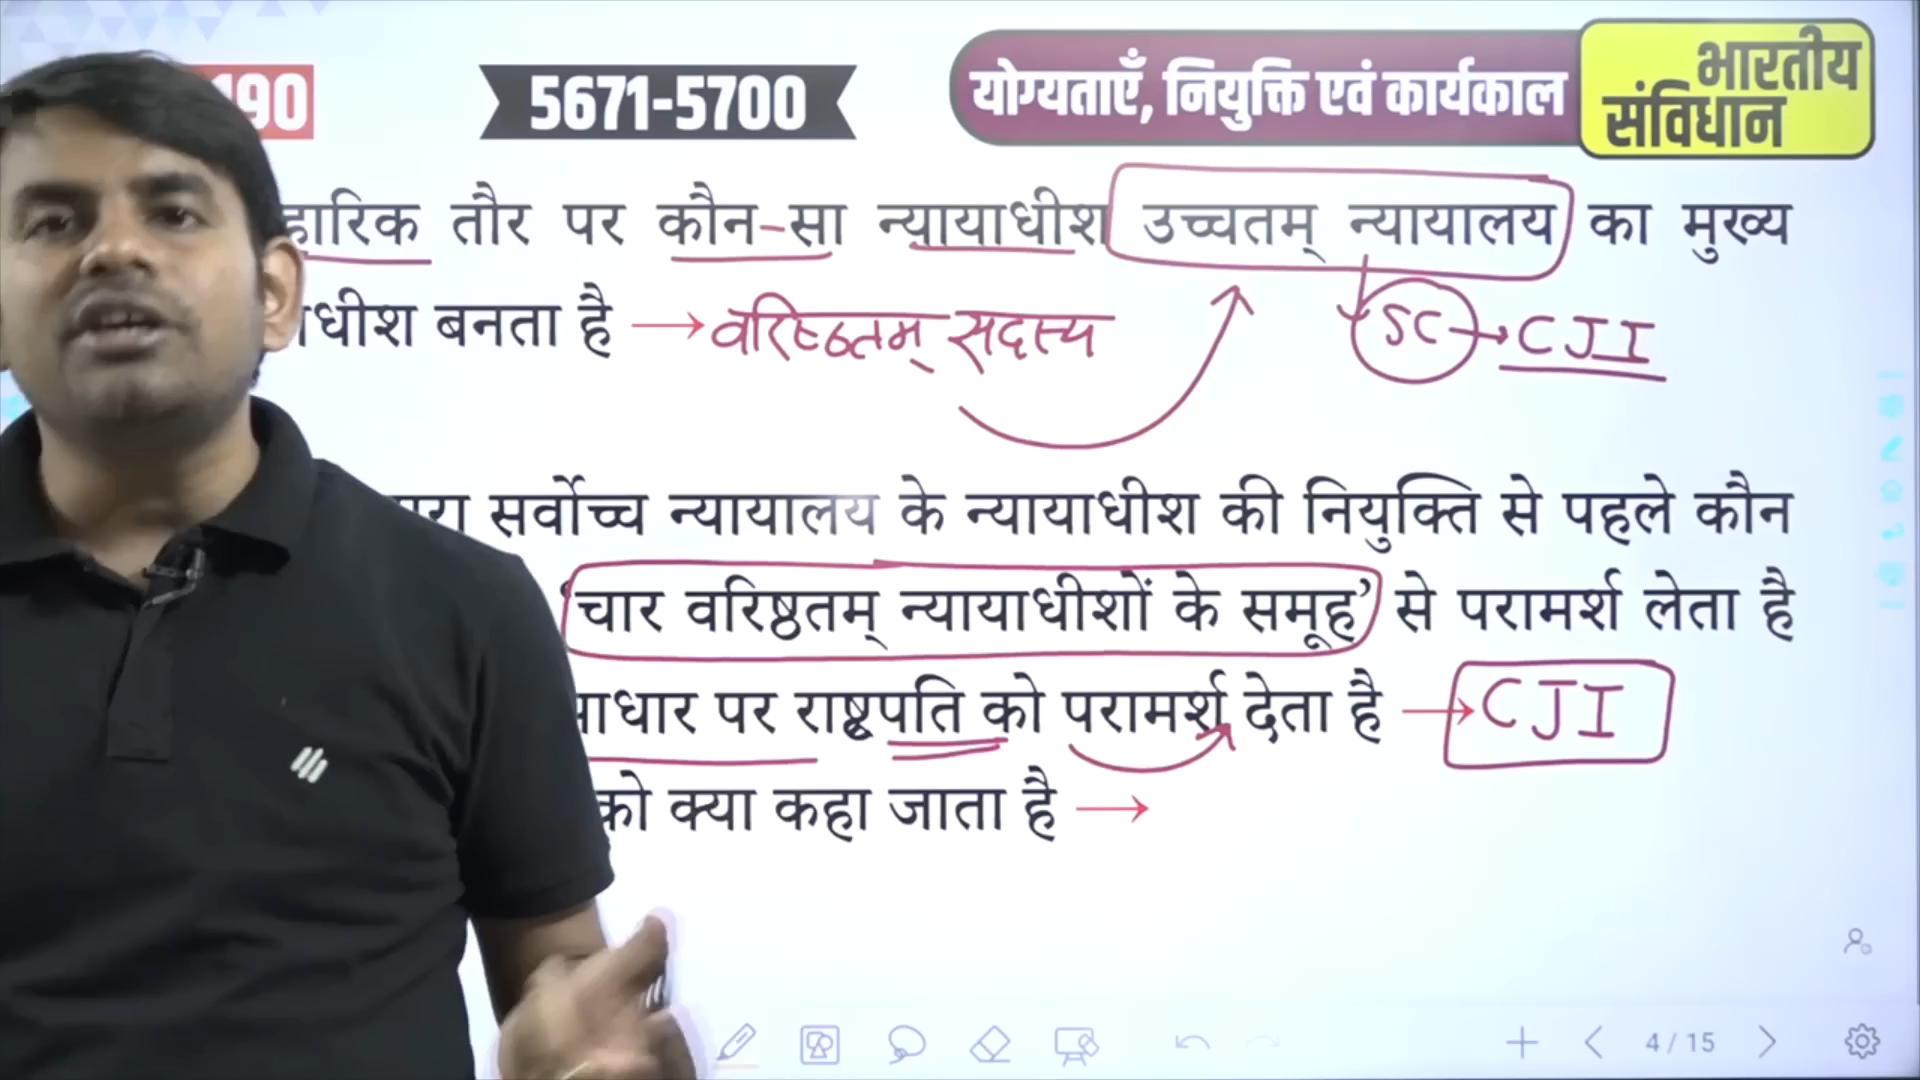 190
5671-5700
योग्यताएँ, नियुक्ति एवं कार्यकाल
भारतीय
संविधान
तौर पर कौन-सा न्यायाधीश उच्चतम् न्यायालय का मुख्य
बनता है → वरिष्ठतम् सदस्य
SC → CJI
सर्वोच्च न्यायालय के न्यायाधीश की नियुक्ति से पहले कौन
'चार वरिष्ठतम् न्यायाधीशों के समूह' से परामर्श लेता है
पर राष्ट्रपति को परामर्श देता है → CJI
को क्या कहा जाता है →
4 / 15